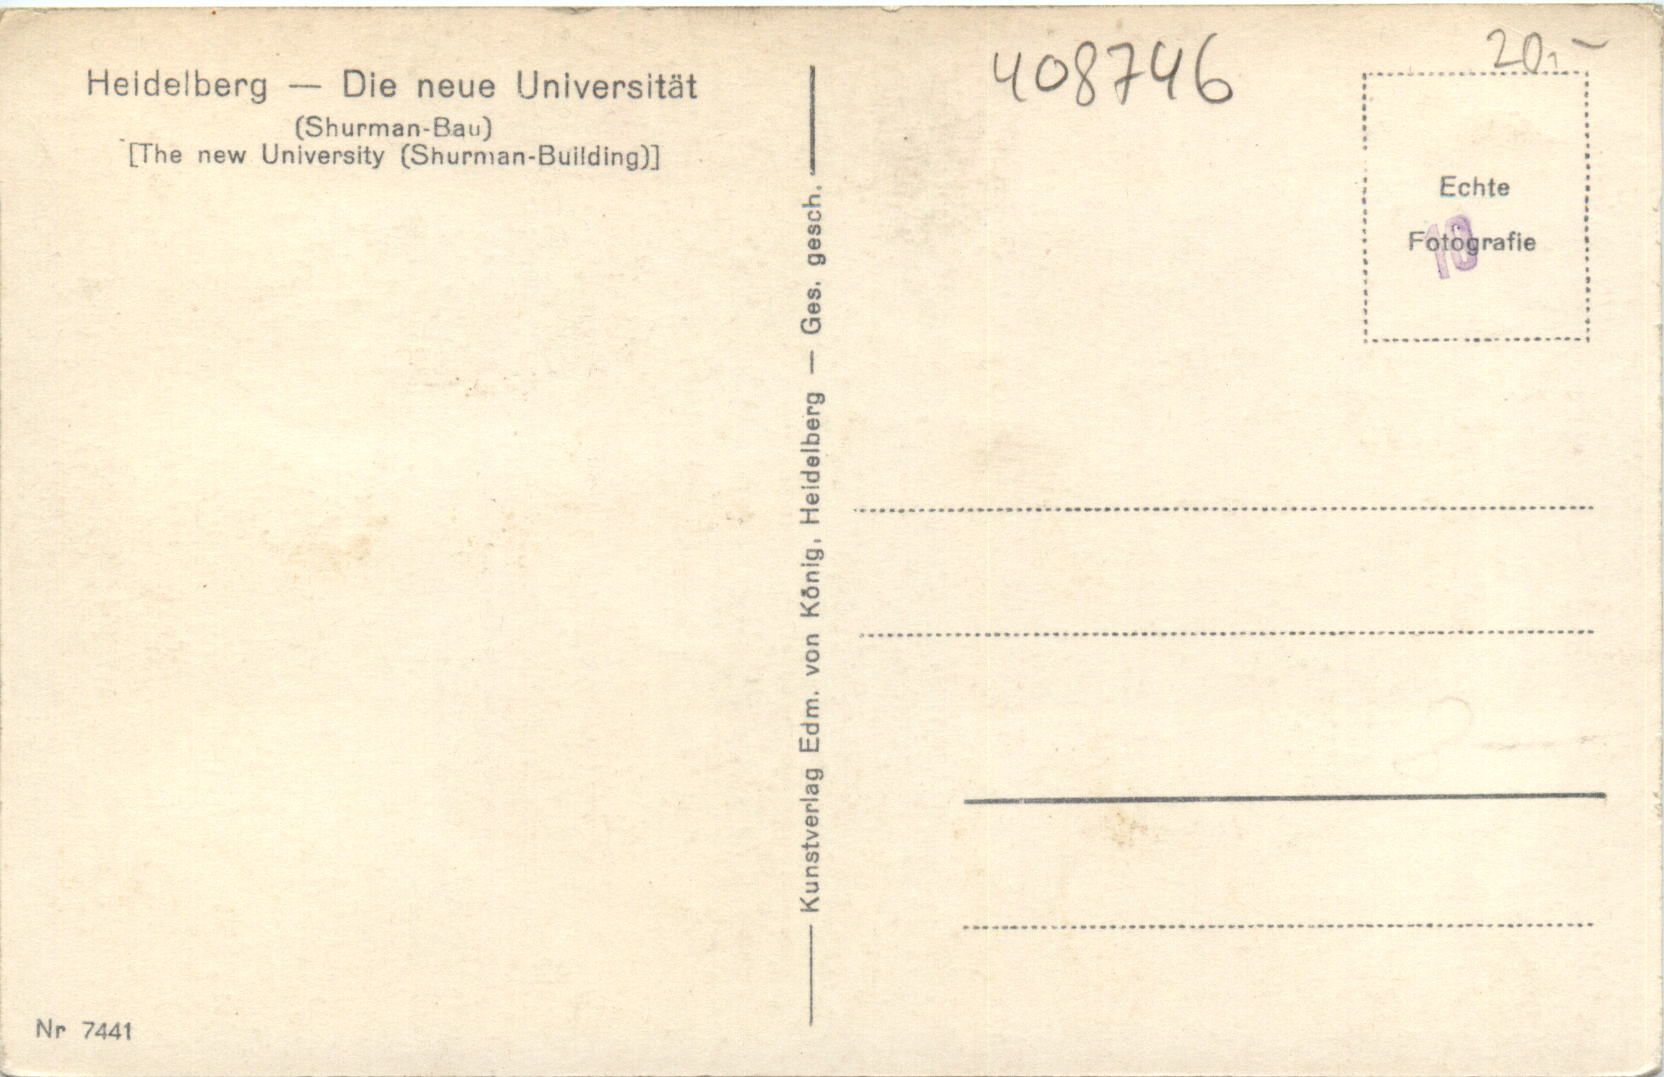 Heidelberg — Die neue Universität
(Shurman-Bau)
[The new University (Shurman-Building)]
Nr 7441
Kunstverlag Edm. von König, Heidelberg — Ges. gesch.
408746
20,-
Echte
Fotografie
10